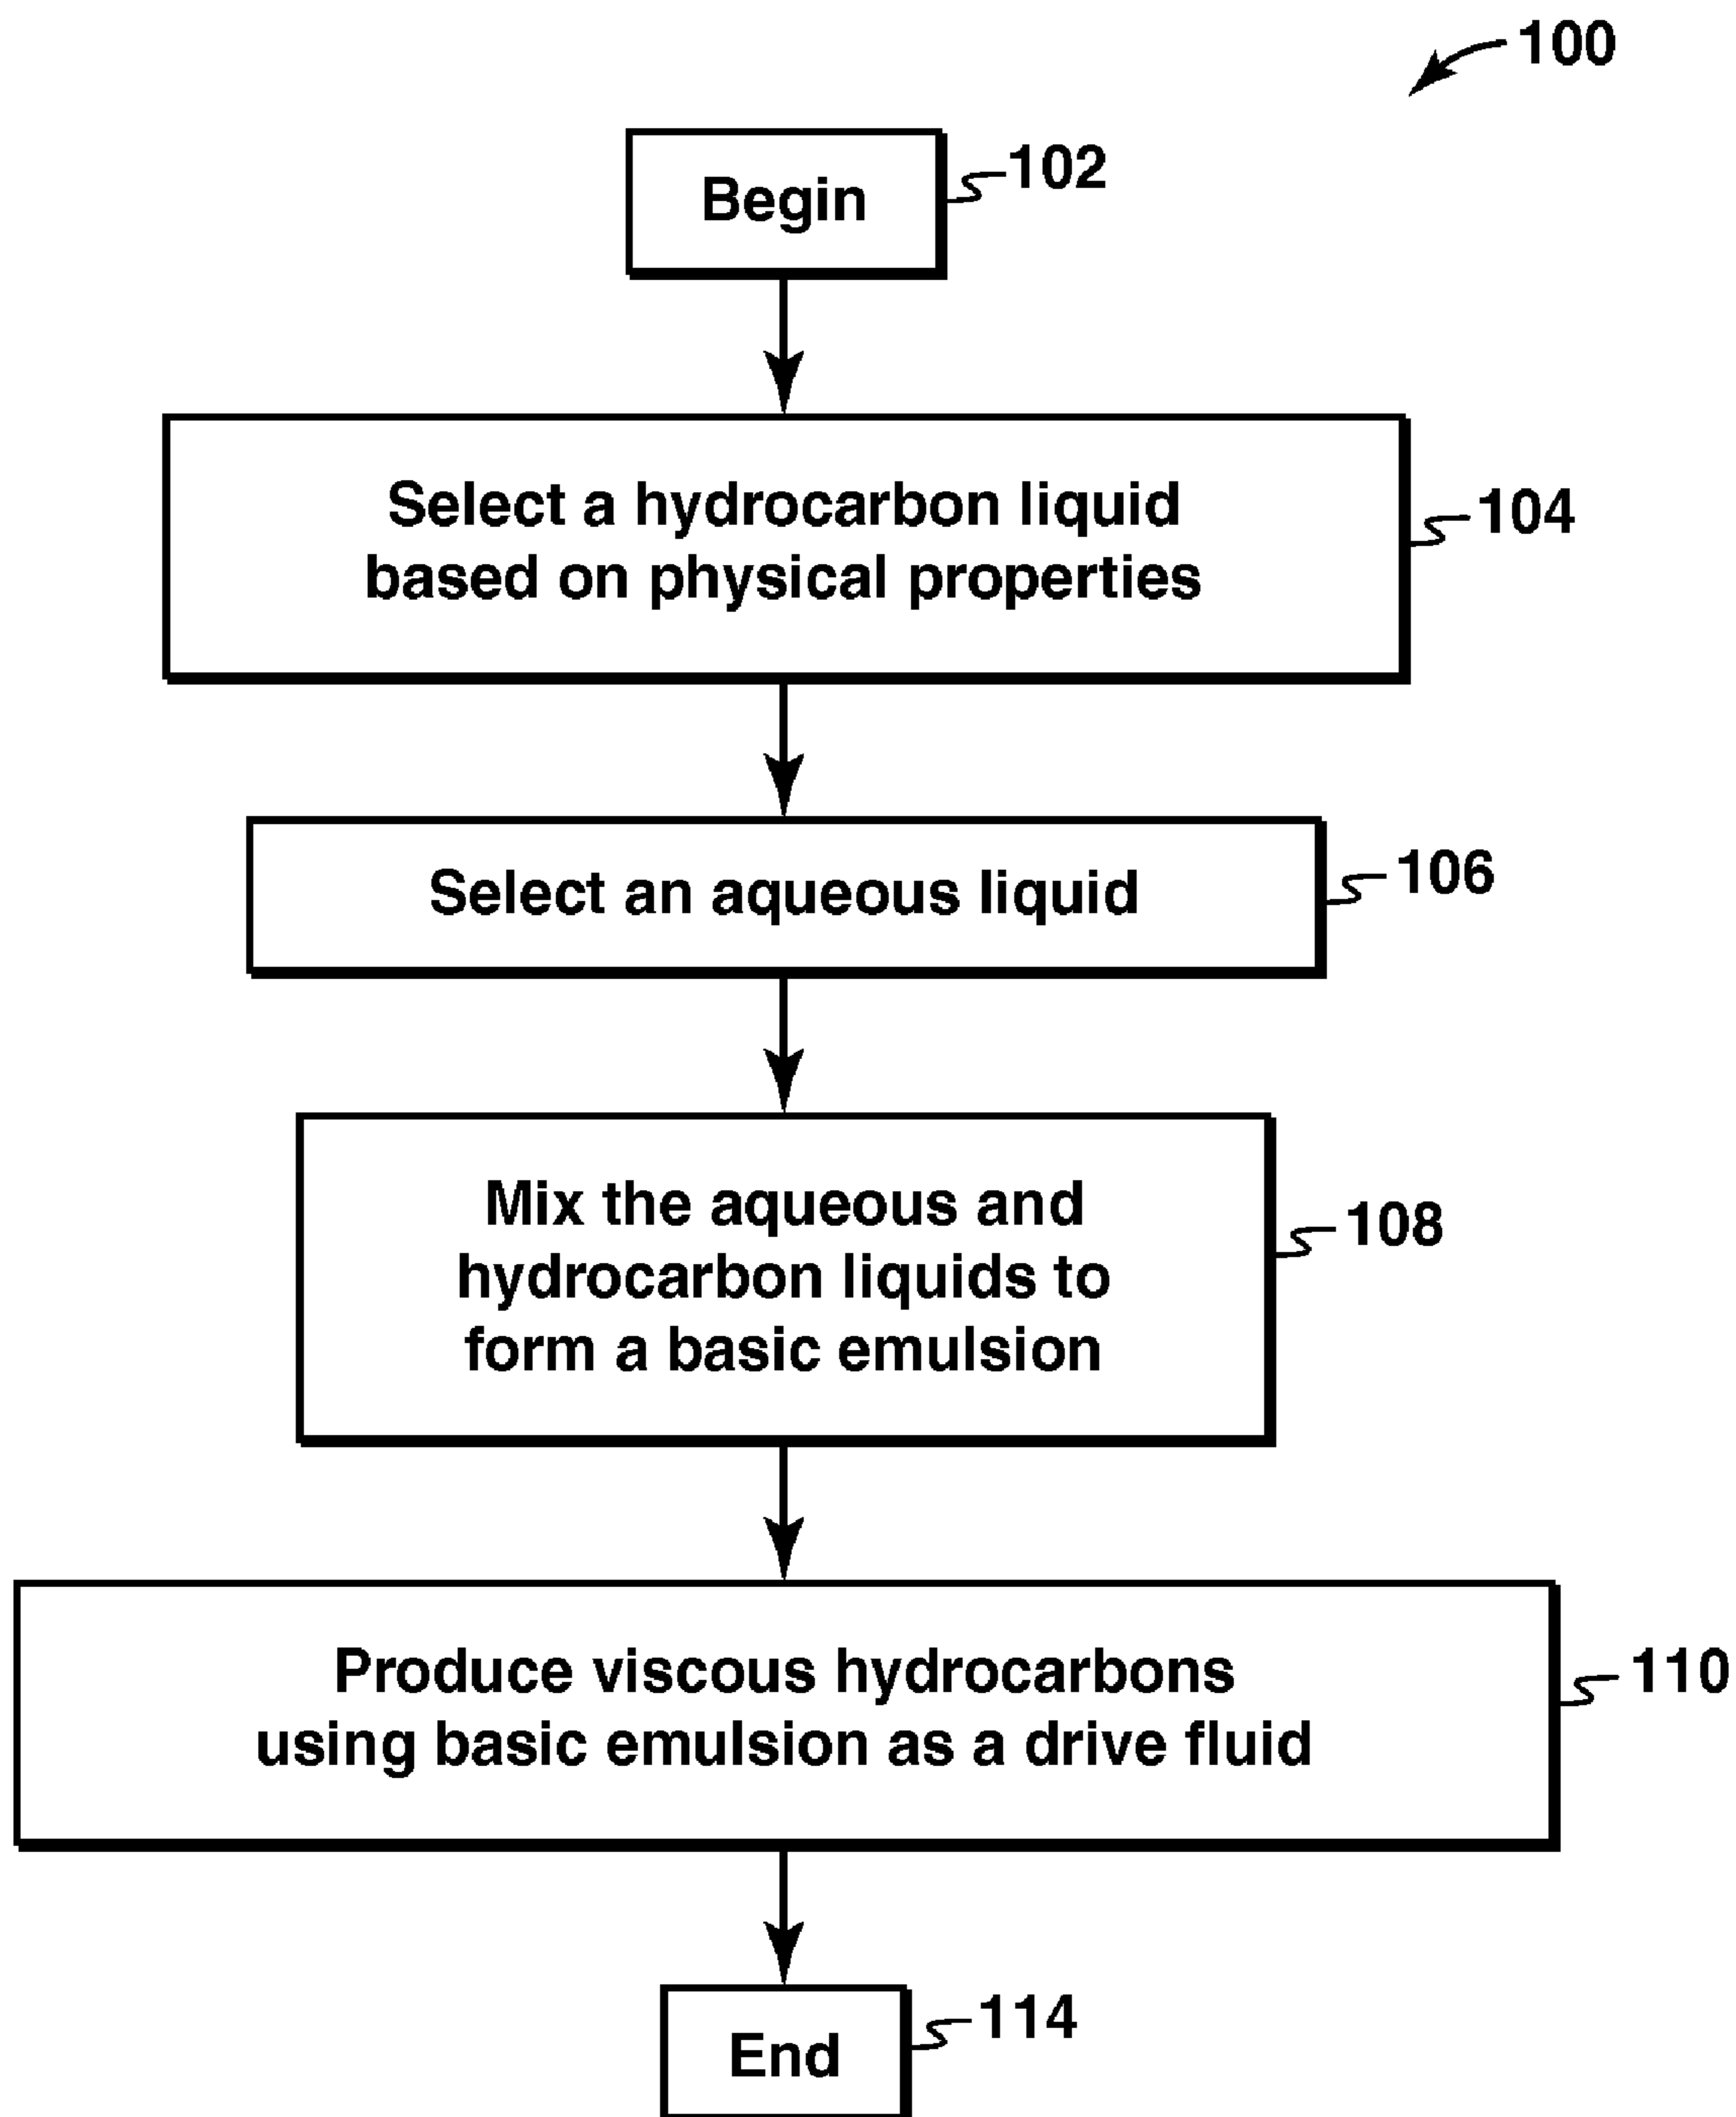 100
Begin
102
Select a hydrocarbon liquid
based on physical properties
104
Select an aqueous liquid
106
Mix the aqueous and
hydrocarbon liquids to
form a basic emulsion
108
Produce viscous hydrocarbons
using basic emulsion as a drive fluid
110
End
114